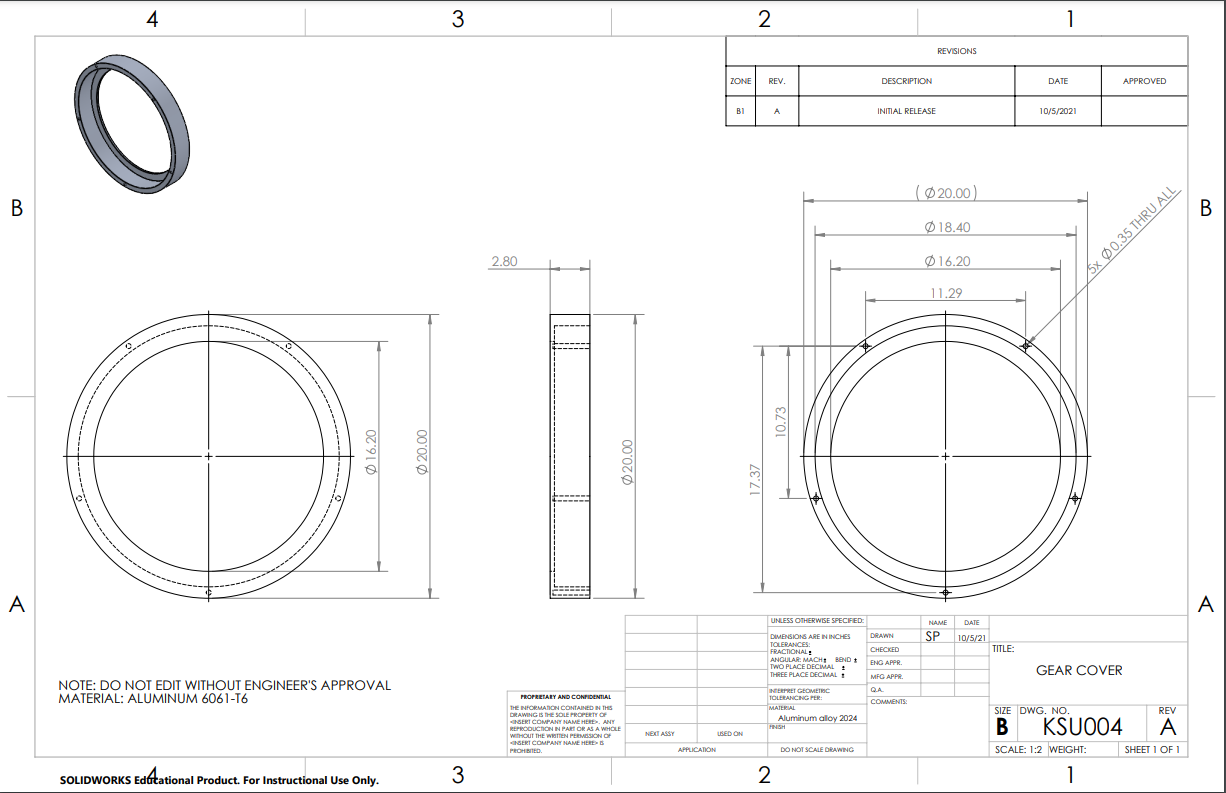 4 3 2 1
REVISIONS
ZONE REV. DESCRIPTION DATE APPROVED
B1 A INITIAL RELEASE 10/5/2021
B B
(Ø20.00)
Ø18.40
Ø16.20
11.29
5x Ø0.35 THRU ALL
2.80
Ø16.20
Ø20.00
Ø20.00
10.73
17.37
A A
NOTE: DO NOT EDIT WITHOUT ENGINEER'S APPROVAL
MATERIAL: ALUMINUM 6061-T6
PROPRIETARY AND CONFIDENTIAL
THE INFORMATION CONTAINED IN THIS
DRAWING IS THE SOLE PROPERTY OF
<INSERT COMPANY NAME HERE>. ANY
REPRODUCTION IN PART OR AS A WHOLE
WITHOUT THE WRITTEN PERMISSION OF
<INSERT COMPANY NAME HERE> IS
PROHIBITED.
NEXT ASSY USED ON
APPLICATION
UNLESS OTHERWISE SPECIFIED:
DIMENSIONS ARE IN INCHES
TOLERANCES:
FRACTIONAL±
ANGULAR: MACH± BEND ±
TWO PLACE DECIMAL ±
THREE PLACE DECIMAL ±
INTERPRET GEOMETRIC
TOLERANCING PER:
MATERIAL
Aluminum alloy 2024
FINISH
DO NOT SCALE DRAWING
NAME DATE
DRAWN SP 10/5/21
CHECKED
ENG APPR.
MFG APPR.
Q.A.
COMMENTS:
TITLE:
GEAR COVER
SIZE DWG. NO. REV
B KSU004 A
SCALE: 1:2 WEIGHT: SHEET 1 OF 1
4 3 2 1
SOLIDWORKS Educational Product. For Instructional Use Only.